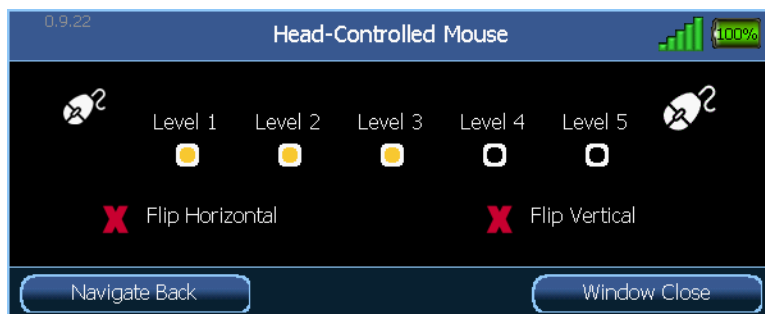 0.9.22
Head-Controlled Mouse
100%
Level 1 Level 2 Level 3 Level 4 Level 5
Flip Horizontal Flip Vertical
Navigate Back Window Close